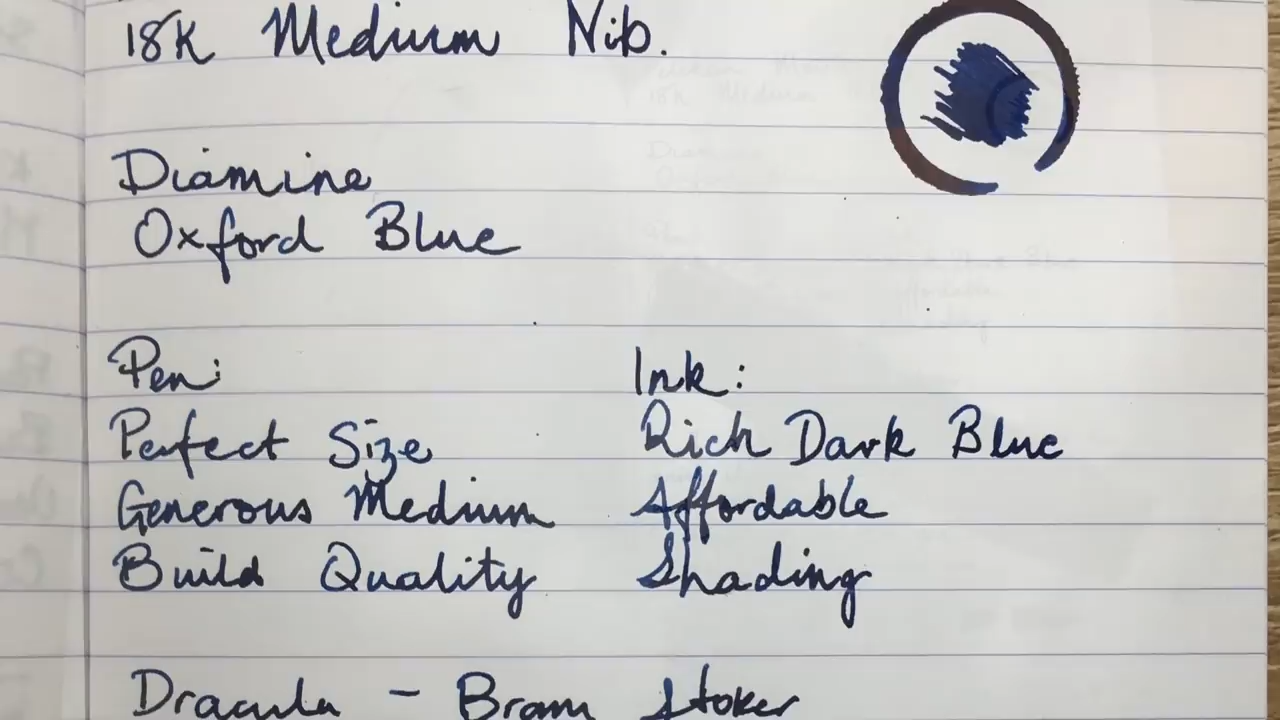 18K Medium Nib.
Diamine
Oxford Blue
Pen: Ink:
Perfect Size Rich Dark Blue
Generous Medium Affordable
Build Quality Shading
Dracula - Bram Stoker